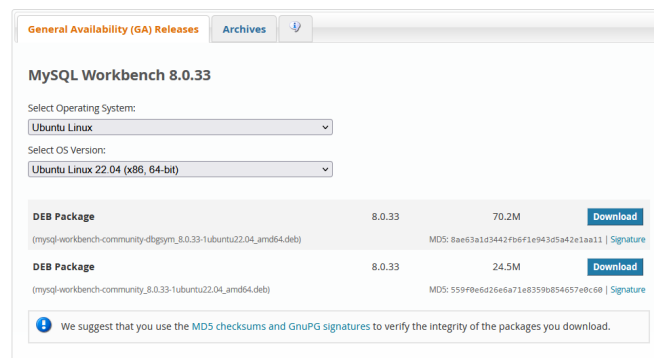 General Availability (GA) Releases Archives
MySQL Workbench 8.0.33
Select Operating System:
Ubuntu Linux
Select OS Version:
Ubuntu Linux 22.04 (x86, 64-bit)
DEB Package 8.0.33 70.2M Download
(mysql-workbench-community-dbgsym_8.0.33-1ubuntu22.04_amd64.deb) MD5: 8ae63a1d3442fb6f1e943d5a42e1aa11 | Signature
DEB Package 8.0.33 24.5M Download
(mysql-workbench-community_8.0.33-1ubuntu22.04_amd64.deb) MD5: 559f0e6d26e6a71e8359b854657e0c60 | Signature
We suggest that you use the MD5 checksums and GnuPG signatures to verify the integrity of the packages you download.